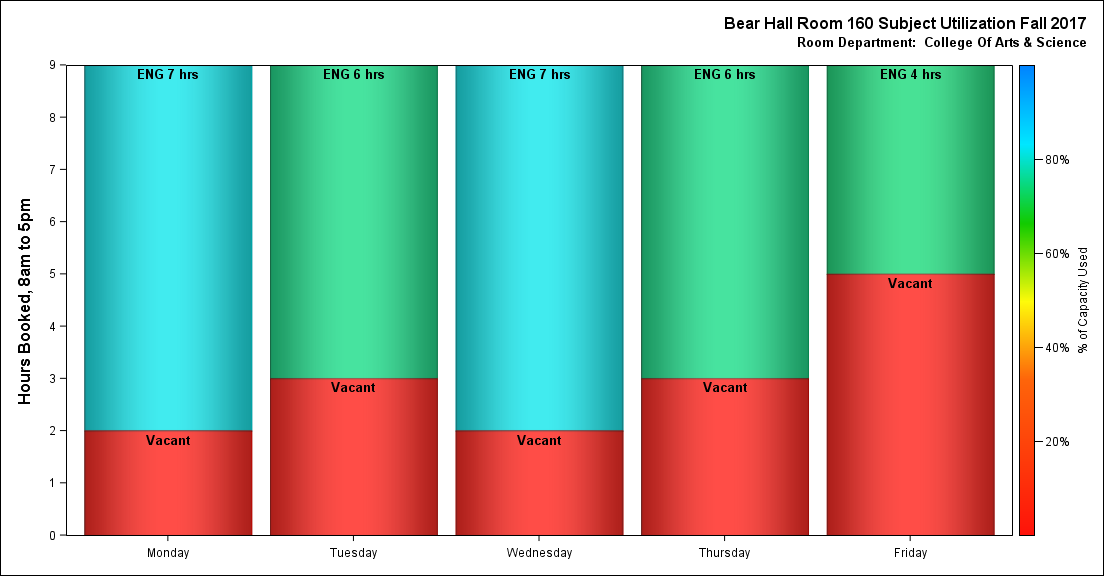 Bear Hall Room 160 Subject Utilization Fall 2017
Room Department:  College Of Arts & Science
Hours Booked, 8am to 5pm
9
8
7
6
5
4
3
2
1
0
ENG 7 hrs
ENG 6 hrs
ENG 7 hrs
ENG 6 hrs
ENG 4 hrs
Vacant
Vacant
Vacant
Vacant
Vacant
Monday
Tuesday
Wednesday
Thursday
Friday
80%
60%
40%
20%
% of Capacity Used